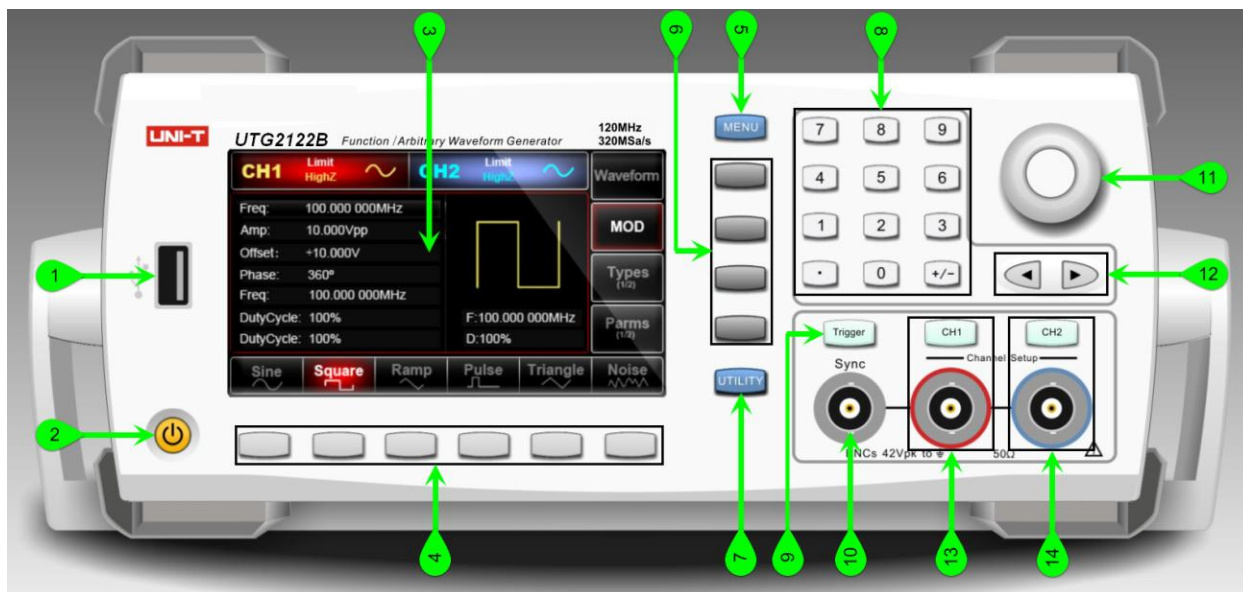 3
6
5
8
UNI-T
UTG2122B Function / Arbitrary Waveform Generator
120MHz
320MSa/s
MENU
7 8 9
CH1 Limit HighZ
CH2 Limit HighZ
Waveform
4 5 6
11
Freq: 100.000 000MHz
Amp: 10.000Vpp
Offset: +10.000V
Phase: 360º
Freq: 100.000 000MHz
DutyCycle: 100%
DutyCycle: 100%
F:100.000 000MHz
D:100%
MOD
Types
(1/2)
Parms
(1/2)
1 2 3
1
. 0 +/-
◀ ▶
12
Trigger
CH1
CH2
Channel Setup
Sync
Sine
Square
Ramp
Pulse
Triangle
Noise
UTILITY
2
BNCs 42Vpk to 50Ω
4
7
9
10
13
14